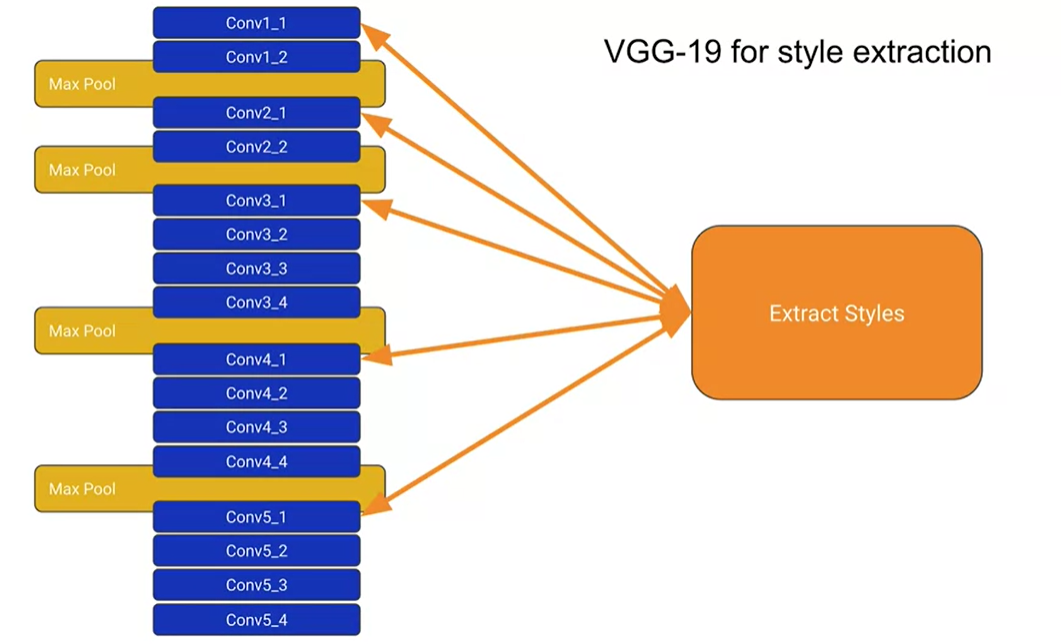 Conv1_1
VGG-19 for style extraction
Conv1_2
Max Pool
Conv2_1
Conv2_2
Max Pool
Conv3_1
Conv3_2
Conv3_3
Conv3_4
Extract Styles
Max Pool
Conv4_1
Conv4_2
Conv4_3
Conv4_4
Max Pool
Conv5_1
Conv5_2
Conv5_3
Conv5_4